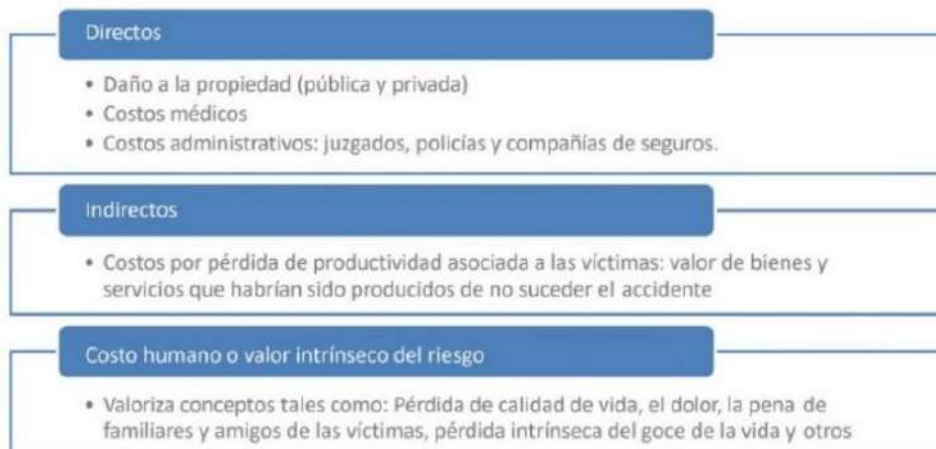 Directos
• Daño a la propiedad (pública y privada)
• Costos médicos
• Costos administrativos: juzgados, policías y compañías de seguros.
Indirectos
• Costos por pérdida de productividad asociada a las víctimas: valor de bienes y
servicios que habrían sido producidos de no suceder el accidente
Costo humano o valor intrínseco del riesgo
• Valoriza conceptos tales como: Pérdida de calidad de vida, el dolor, la pena de
familiares y amigos de las víctimas, pérdida intrínseca del goce de la vida y otros